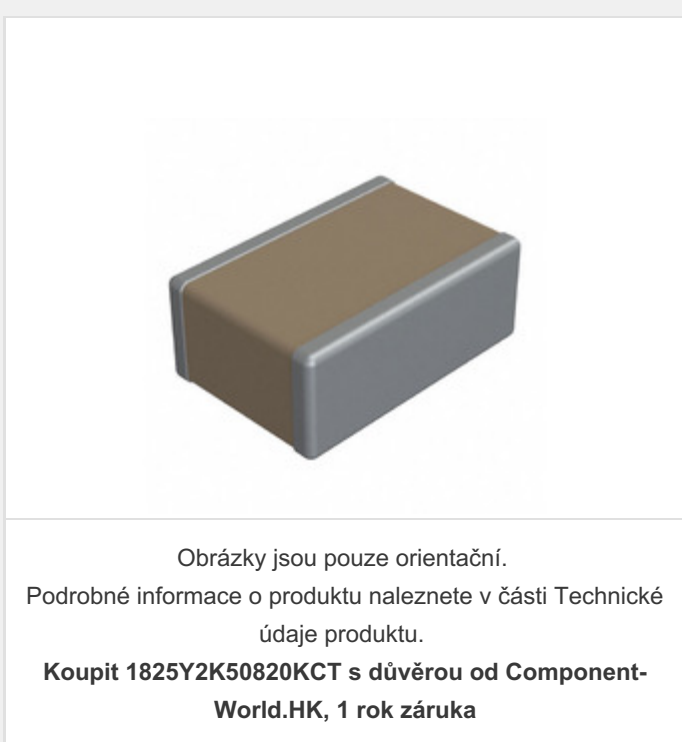 Obrázky jsou pouze orientační.
Podrobné informace o produktu naleznete v části Technické
údaje produktu.
Koupit 1825Y2K50820KCT s důvěrou od Component-
World.HK, 1 rok záruka